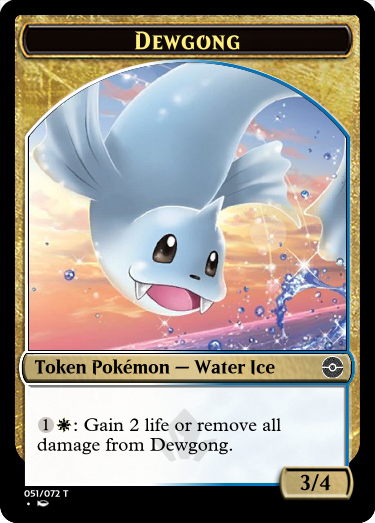 Dewgong
Token Pokémon — Water Ice
1: Gain 2 life or remove all
damage from Dewgong.
3/4
051/072 T